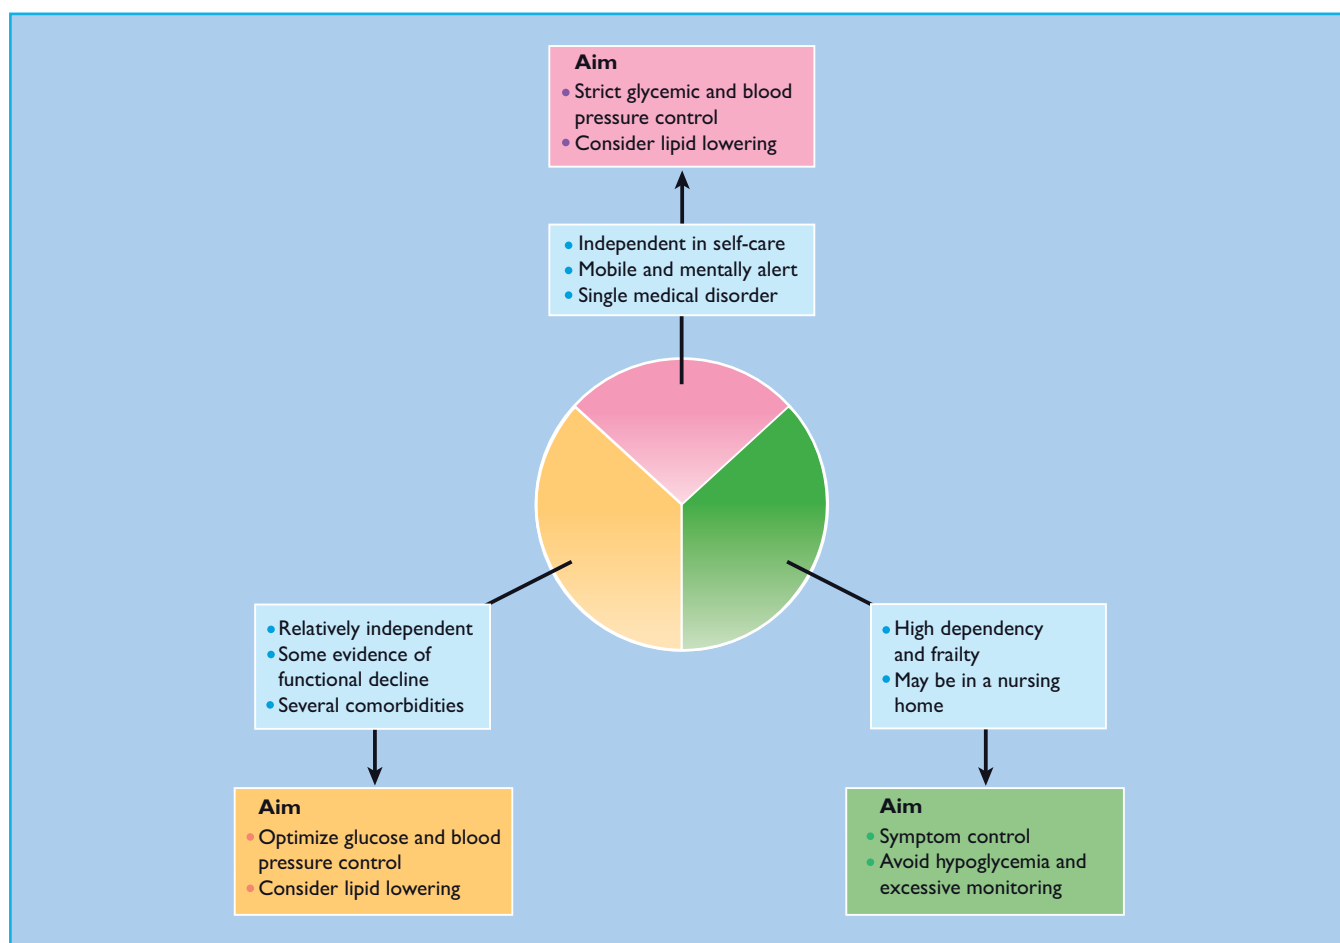 Aim
• Strict glycemic and blood
pressure control
• Consider lipid lowering
• Independent in self-care
• Mobile and mentally alert
• Single medical disorder
• Relatively independent
• Some evidence of
functional decline
• Several comorbidities
• High dependency
and frailty
• May be in a nursing
home
Aim
• Optimize glucose and blood
pressure control
• Consider lipid lowering
Aim
• Symptom control
• Avoid hypoglycemia and
excessive monitoring